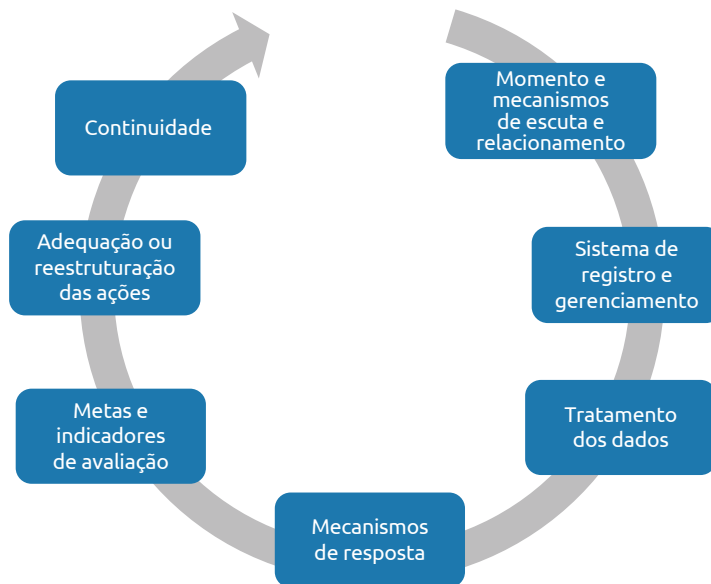 Momento e
mecanismos
de escuta e
relacionamento
Sistema de
registro e
gerenciamento
Tratamento
dos dados
Mecanismos
de resposta
Metas e
indicadores
de avaliação
Adequação ou
reestruturação
das ações
Continuidade